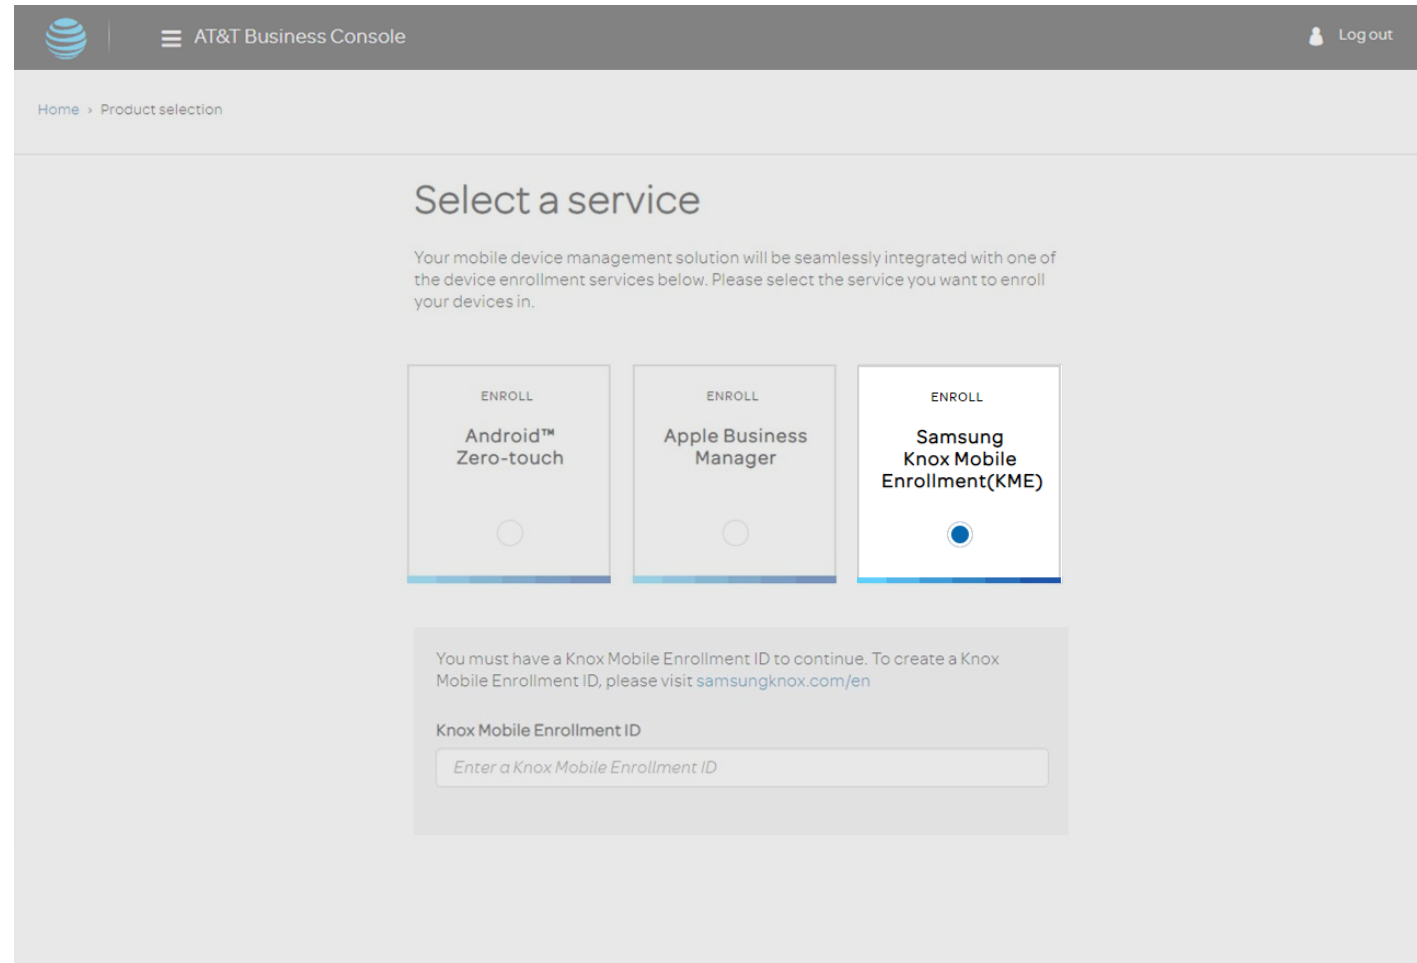 AT&T Business Console
Log out
Home › Product selection
Select a service
Your mobile device management solution will be seamlessly integrated with one of
the device enrollment services below. Please select the service you want to enroll
your devices in.
ENROLL
Android™
Zero-touch
ENROLL
Apple Business
Manager
ENROLL
Samsung
Knox Mobile
Enrollment(KME)
You must have a Knox Mobile Enrollment ID to continue. To create a Knox
Mobile Enrollment ID, please visit samsungknox.com/en
Knox Mobile Enrollment ID
Enter a Knox Mobile Enrollment ID